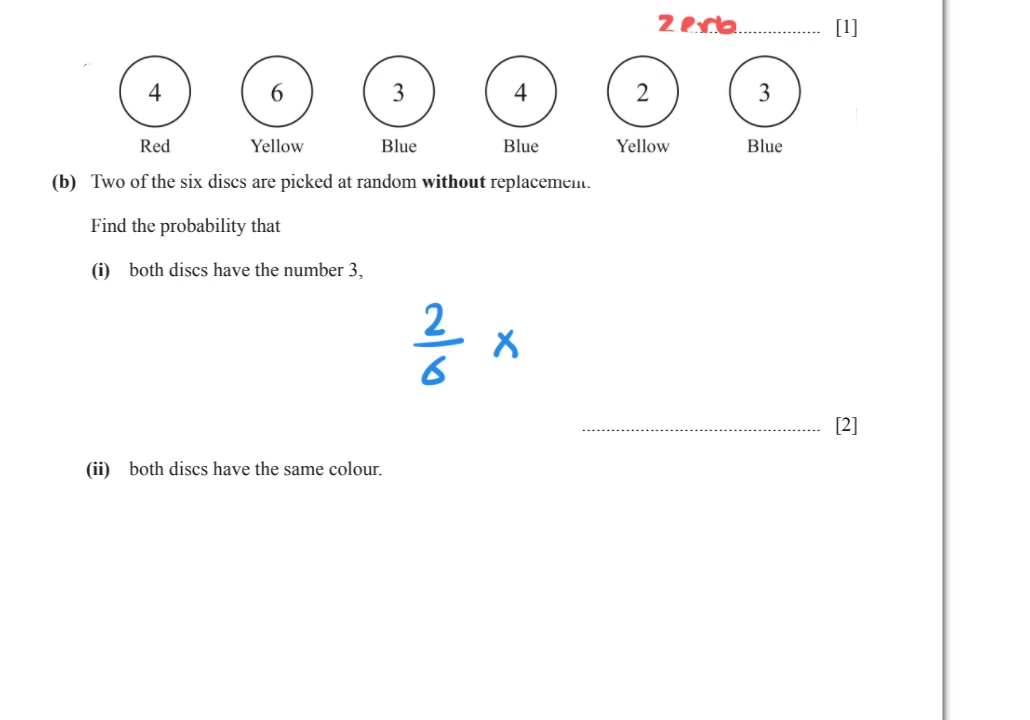 zero [1]
4 6 3 4 2 3
Red Yellow Blue Blue Yellow Blue
(b) Two of the six discs are picked at random without replacement.
Find the probability that
(i) both discs have the number 3,
2/6 x
[2]
(ii) both discs have the same colour.